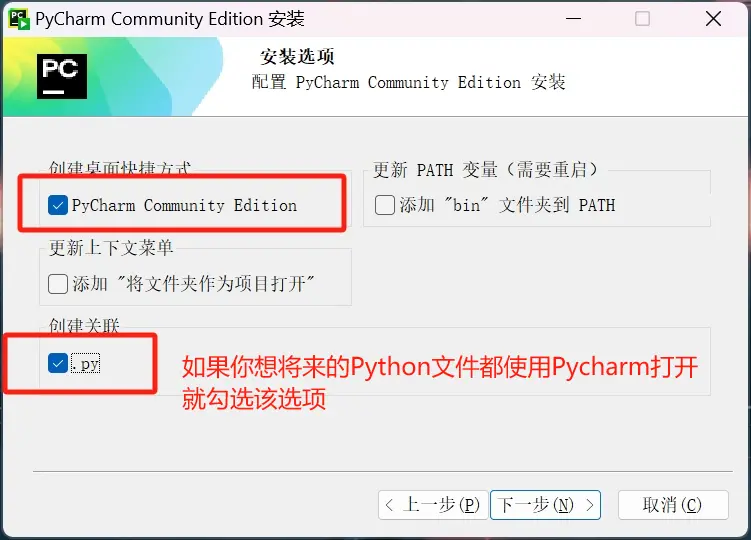 PyCharm Community Edition 安装
PC
安装选项
配置 PyCharm Community Edition 安装
创建桌面快捷方式
更新 PATH 变量（需要重启）
PyCharm Community Edition
添加 "bin" 文件夹到 PATH
更新上下文菜单
添加 "将文件夹作为项目打开"
创建关联
.py
如果你想将来的Python文件都使用Pycharm打开
就勾选该选项
< 上一步(P)
下一步(N) >
取消(C)